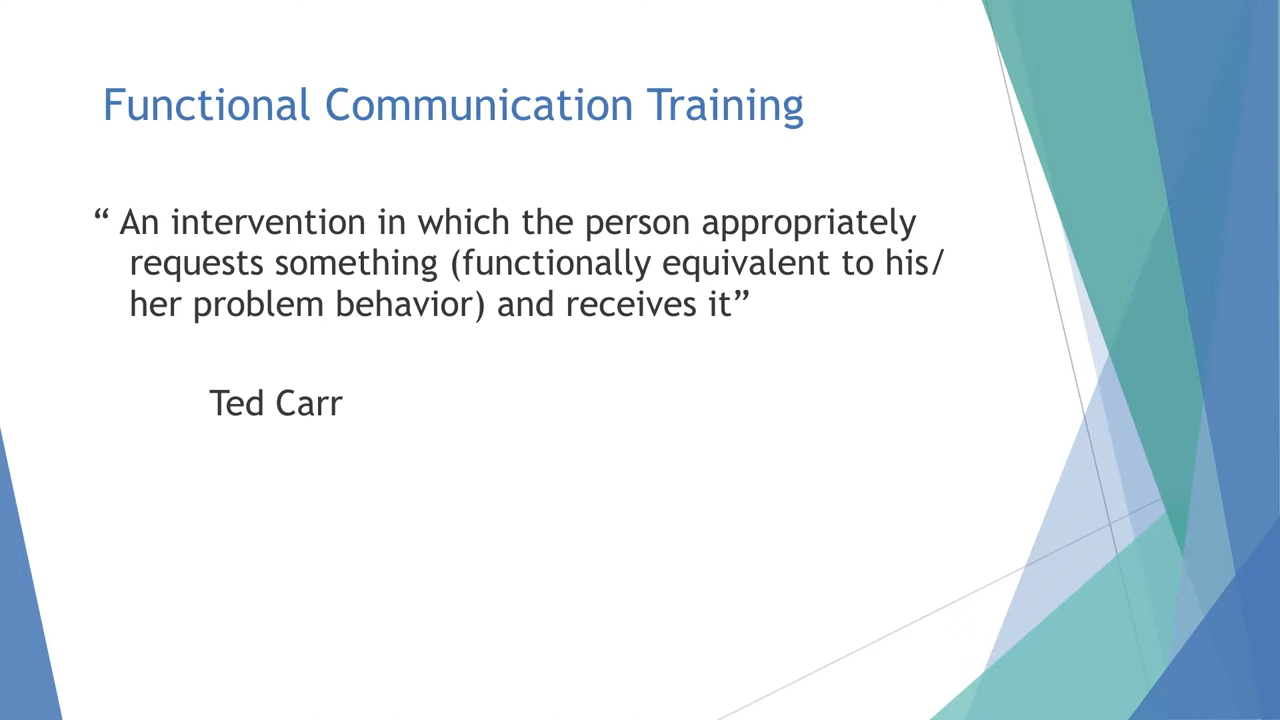 Functional Communication Training
“ An intervention in which the person appropriately
requests something (functionally equivalent to his/
her problem behavior) and receives it”
Ted Carr